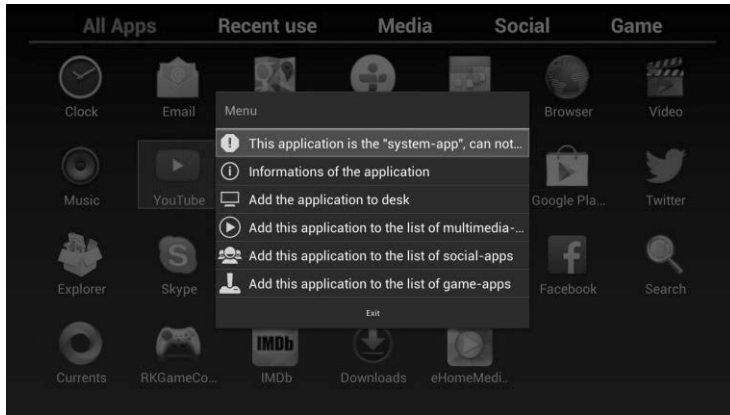 All Apps Recent use Media Social Game
Clock Email Browser Video
Menu
This application is the "system-app", can not...
Informations of the application
Add the application to desk
Add this application to the list of multimedia-...
Add this application to the list of social-apps
Add this application to the list of game-apps
Exit
Music YouTube Google Pla... Twitter
Explorer Skype Facebook Search
IMDb
Currents RKGameCo... IMDb Downloads eHomeMedi..